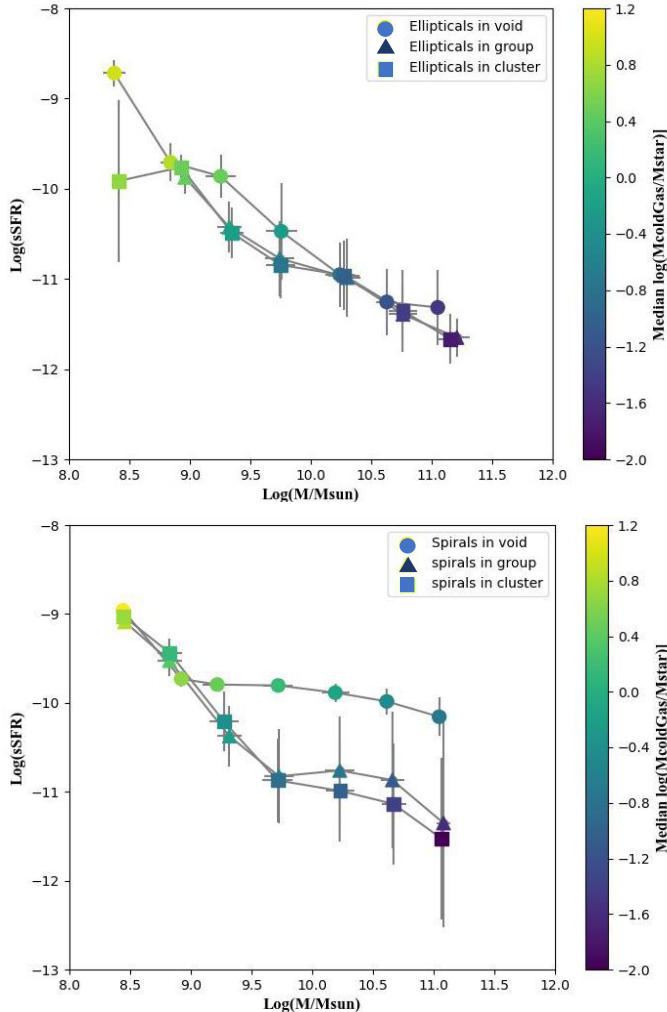 Ellipticals in void
Ellipticals in group
Ellipticals in cluster
Log(sSFR)
−8
−9
−10
−11
−12
−13
8.0 8.5 9.0 9.5 10.0 10.5 11.0 11.5 12.0
Log(M/Msun)
1.2
0.8
0.4
0.0
−0.4
−0.8
−1.2
−1.6
−2.0
Median log(McoldGas/Mstar)]
Spirals in void
spirals in group
spirals in cluster
Log(sSFR)
−8
−9
−10
−11
−12
−13
8.0 8.5 9.0 9.5 10.0 10.5 11.0 11.5 12.0
Log(M/Msun)
1.2
0.8
0.4
0.0
−0.4
−0.8
−1.2
−1.6
−2.0
Median log(McoldGas/Mstar)]